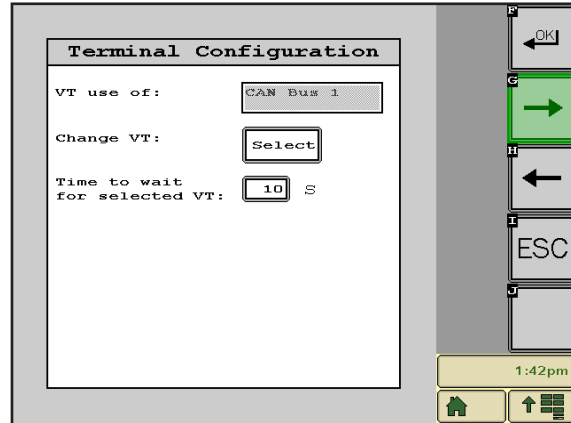 Terminal Configuration
VT use of:
CAN Bus 1
Change VT:
Select
Time to wait
for selected VT:
10 S
F
OK
G
H
I
ESC
J
1:42pm